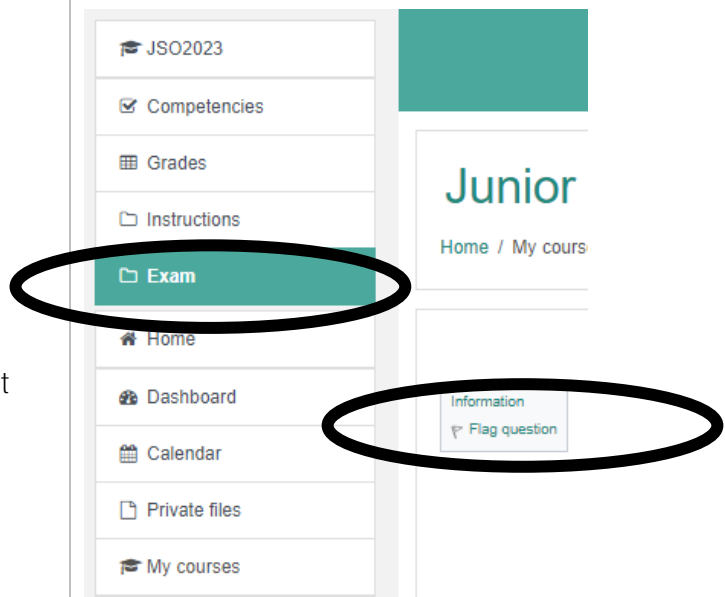 JSO2023
Competencies
Grades
Instructions
Exam
Home
Dashboard
Calendar
Private files
My courses
t
Junior
Home / My cours
Information
Flag question